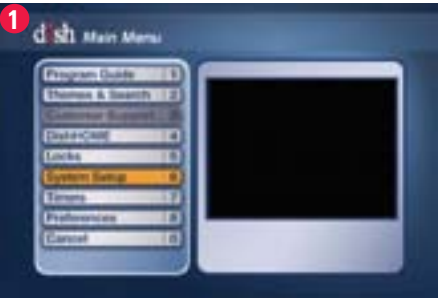 1
dish Main Menu
Program Guide 1
Themes & Search 2
Customer Support 3
DishHOME 4
Locks 5
System Setup 6
Timers 7
Preferences 8
Cancel 0